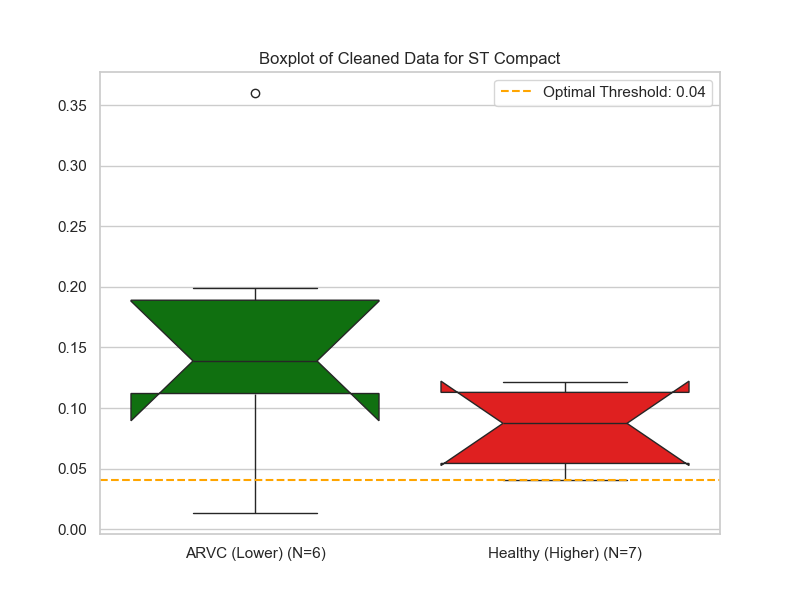 Boxplot of Cleaned Data for ST Compact
Optimal Threshold: 0.04
0.35
0.30
0.25
0.20
0.15
0.10
0.05
0.00
ARVC (Lower) (N=6)
Healthy (Higher) (N=7)